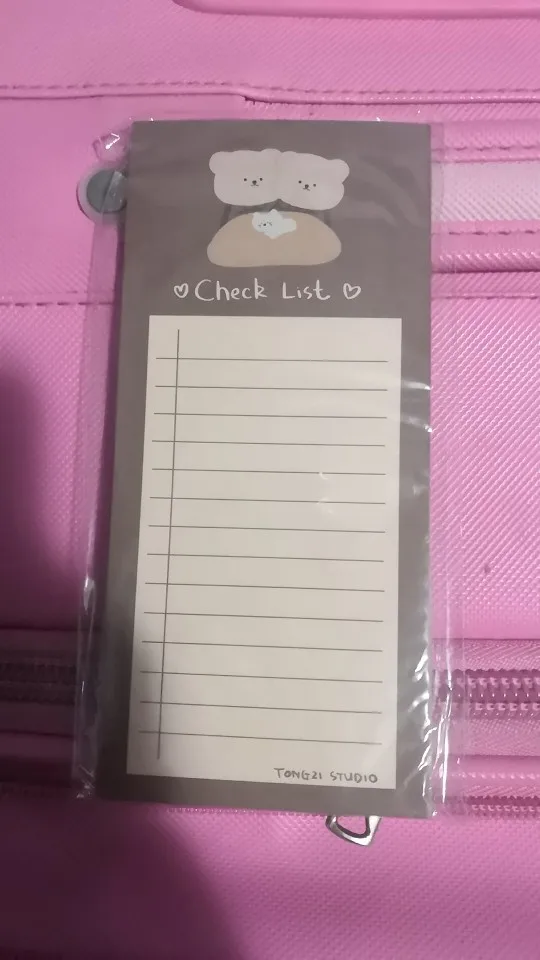 ♡Check List ♡
TONGZI STUDIO